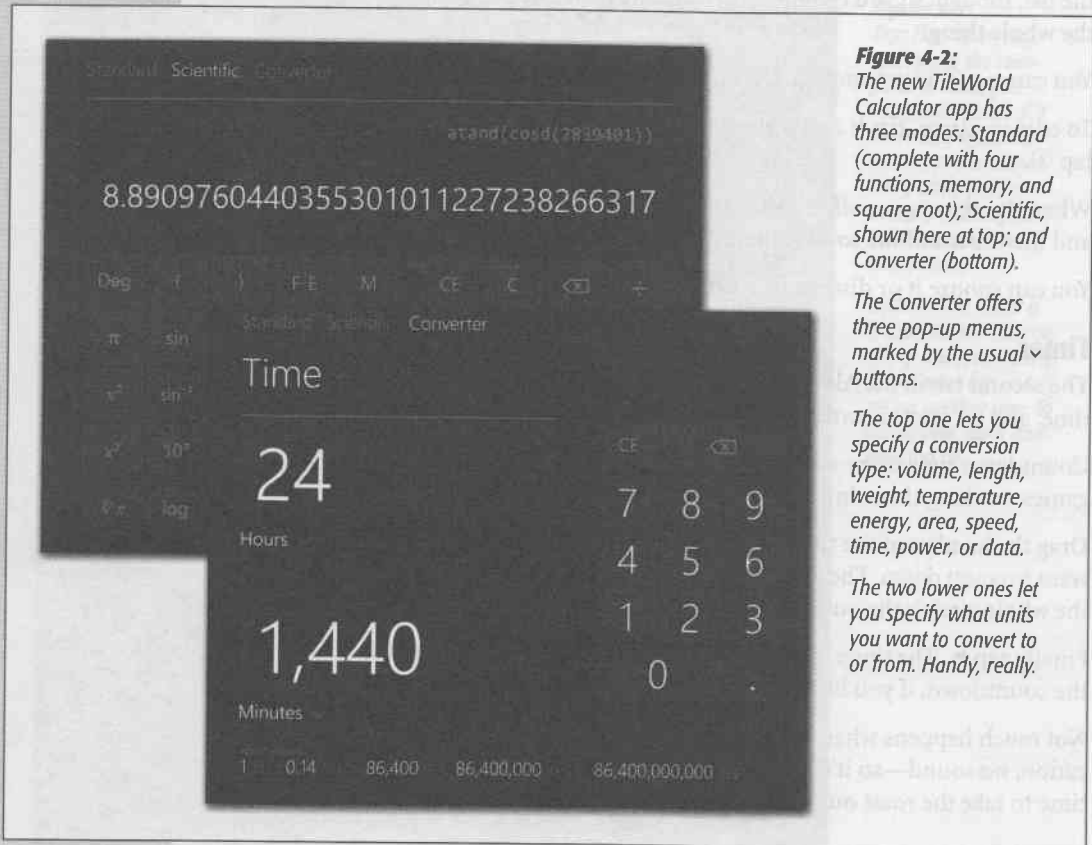 Standard Scientific Converter
atand(cosd(2839401))
8.8909760440355301011227238266317
Deg ( ) F-E M CE C ÷
π sin
sin⁻¹
10ˣ
log
Standard Converter
Time
24
Hours
CE
7 8 9
4 5 6
1 2 3
0 .
1,440
Minutes
1 0.14 86,400 86,400,000 86,400,000,000
Figure 4-2:
The new TileWorld
Calculator app has
three modes: Standard
(complete with four
functions, memory, and
square root); Scientific,
shown here at top; and
Converter (bottom).
The Converter offers
three pop-up menus,
marked by the usual ⌄
buttons.
The top one lets you
specify a conversion
type: volume, length,
weight, temperature,
energy, area, speed,
time, power, or data.
The two lower ones let
you specify what units
you want to convert to
or from. Handy, really.